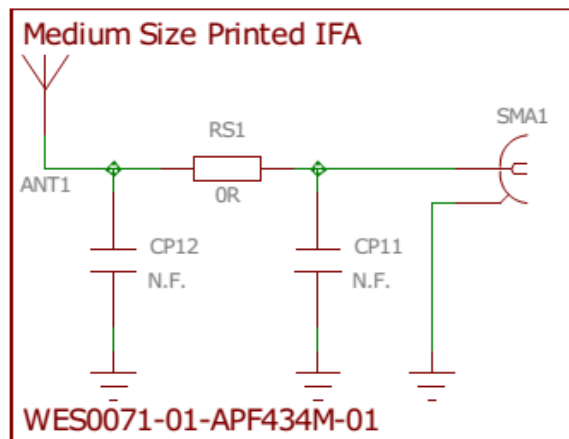 Medium Size Printed IFA
SMA1
RS1
ANT1
0R
CP12
CP11
N.F.
N.F.
WES0071-01-APF434M-01